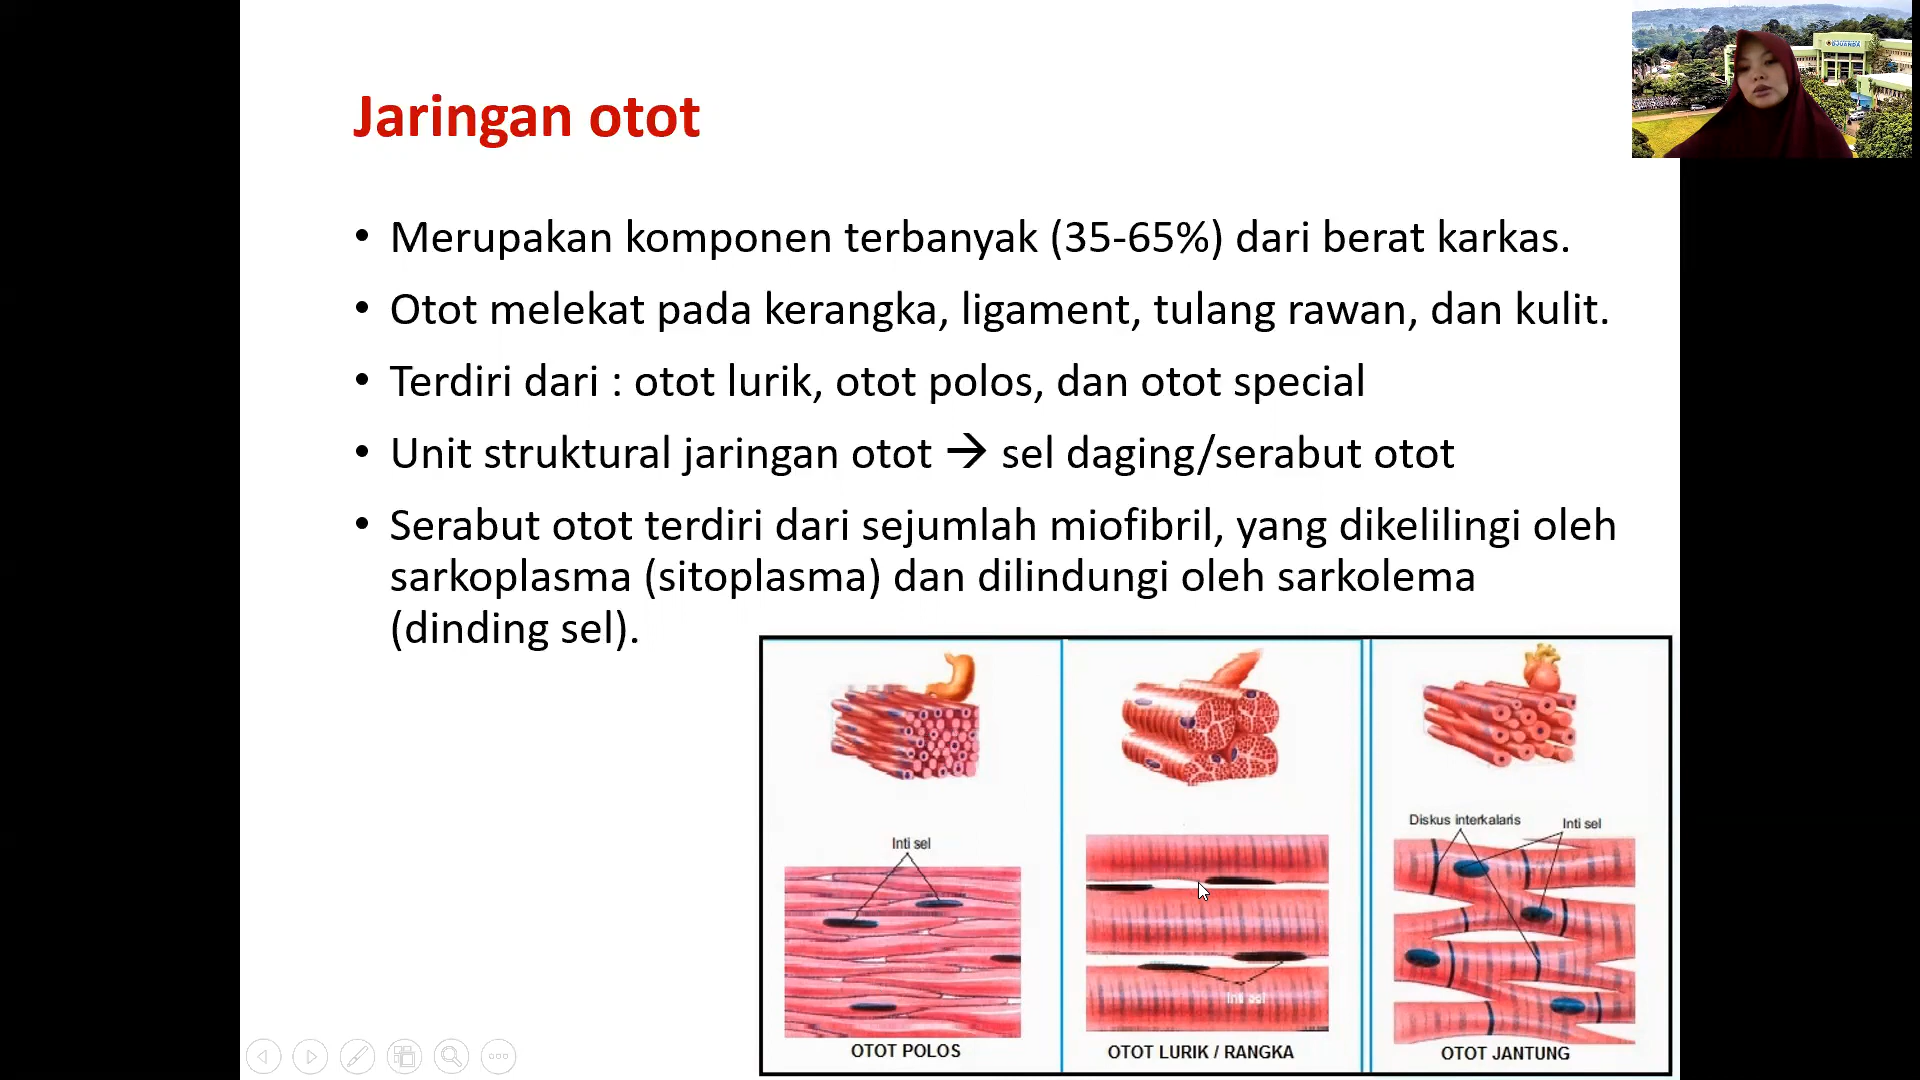 Jaringan otot
DJUANDA
• Merupakan komponen terbanyak (35-65%) dari berat karkas.
• Otot melekat pada kerangka, ligament, tulang rawan, dan kulit.
• Terdiri dari : otot lurik, otot polos, dan otot special
• Unit struktural jaringan otot → sel daging/serabut otot
• Serabut otot terdiri dari sejumlah miofibril, yang dikelilingi oleh
sarkoplasma (sitoplasma) dan dilindungi oleh sarkolema
(dinding sel).
Inti sel
OTOT POLOS
Inti sel
OTOT LURIK / RANGKA
Diskus interkalaris
Inti sel
OTOT JANTUNG